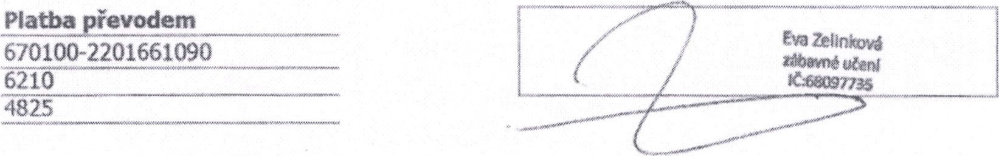 Platba převodem
670100-2201661090
6210
4825
Eva Zelinková
zábavné učení
IČ:68097735